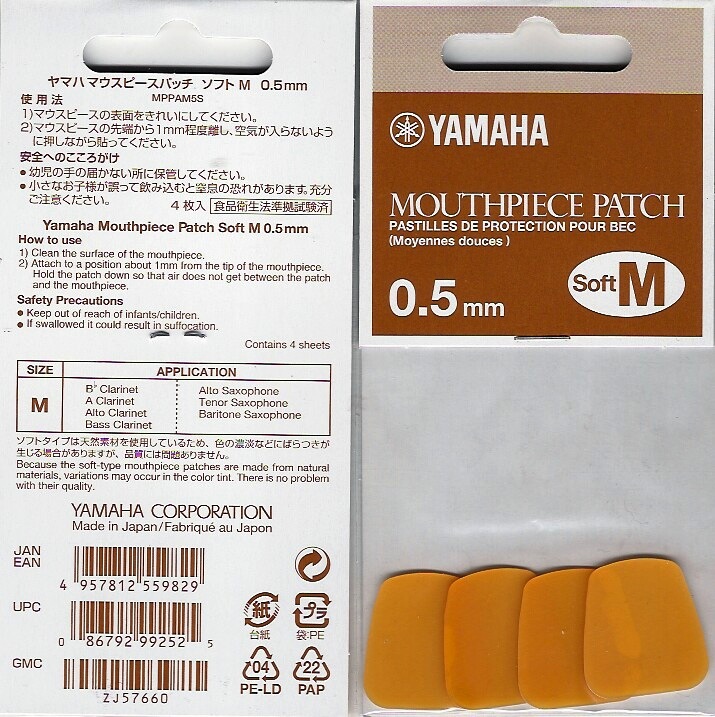 ヤマハ マウスピースパッチ ソフト M 0.5mm
MPPAM5S
使用法
1)マウスピースの表面をきれいにしてください。
2)マウスピースの先端から1mm程度離し、空気が入らないよう
に押しながら貼ってください。
安全へのこころがけ
● 幼児の手の届かない所に保管してください。
● 小さなお子様が誤って飲み込むと窒息の恐れがあります。充分
ご注意ください。
4 枚入 食品衛生法準拠試験済
Yamaha Mouthpiece Patch Soft M 0.5mm
How to use
1) Clean the surface of the mouthpiece.
2) Attach to a position about 1mm from the tip of the mouthpiece.
Hold the patch down so that air does not get between the patch
and the mouthpiece.
Safety Precautions
● Keep out of reach of infants/children.
● If swallowed it could result in suffocation.
Contains 4 sheets
SIZE APPLICATION
M
B♭ Clarinet
A Clarinet
Alto Clarinet
Bass Clarinet
Alto Saxophone
Tenor Saxophone
Baritone Saxophone
ソフトタイプは天然素材を使用しているため、色の濃淡などにばらつきが
生じる場合がありますが、品質には問題ありません。
Because the soft-type mouthpiece patches are made from natural
materials, variations may occur in the color tint. There is no problem
with their quality.
YAMAHA CORPORATION
Made in Japan/Fabriqué au Japon
JAN
EAN
4 957812 559829
UPC
0 86792 99252 5
GMC
ZJ57660
紙
台紙
プラ
袋:PE
04
PE-LD
22
PAP
YAMAHA
MOUTHPIECE PATCH
PASTILLES DE PROTECTION POUR BEC
(Moyennes douces )
0.5 mm
Soft M